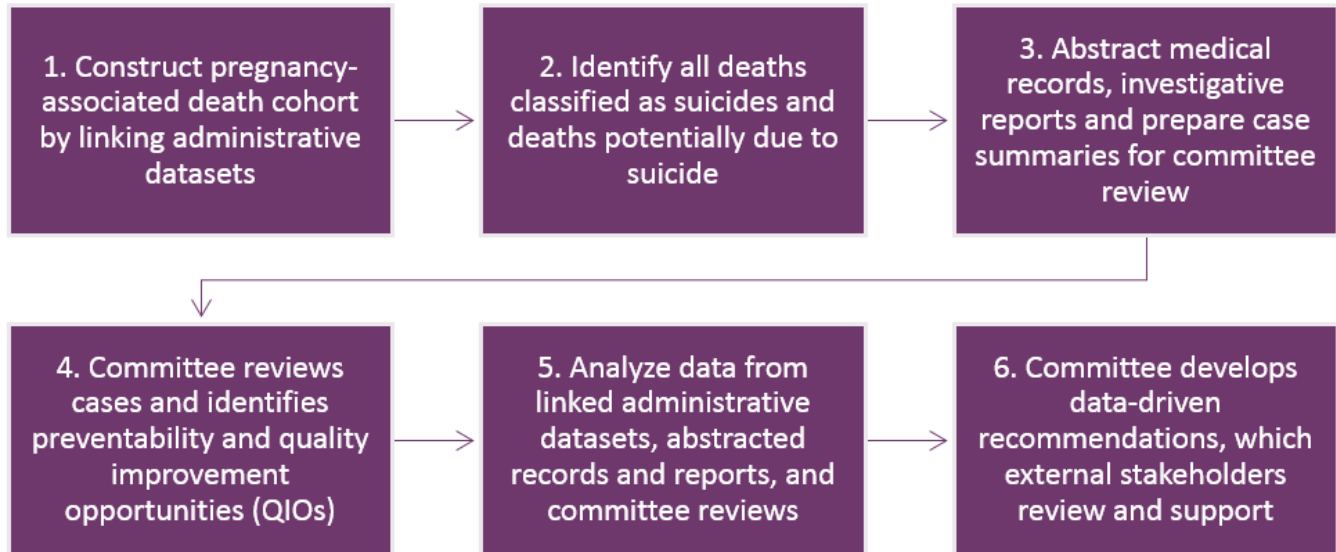 1. Construct pregnancy-
associated death cohort
by linking administrative
datasets
2. Identify all deaths
classified as suicides and
deaths potentially due to
suicide
3. Abstract medical
records, investigative
reports and prepare case
summaries for committee
review
4. Committee reviews
cases and identifies
preventability and quality
improvement
opportunities (QIOs)
5. Analyze data from
linked administrative
datasets, abstracted
records and reports, and
committee reviews
6. Committee develops
data-driven
recommendations, which
external stakeholders
review and support